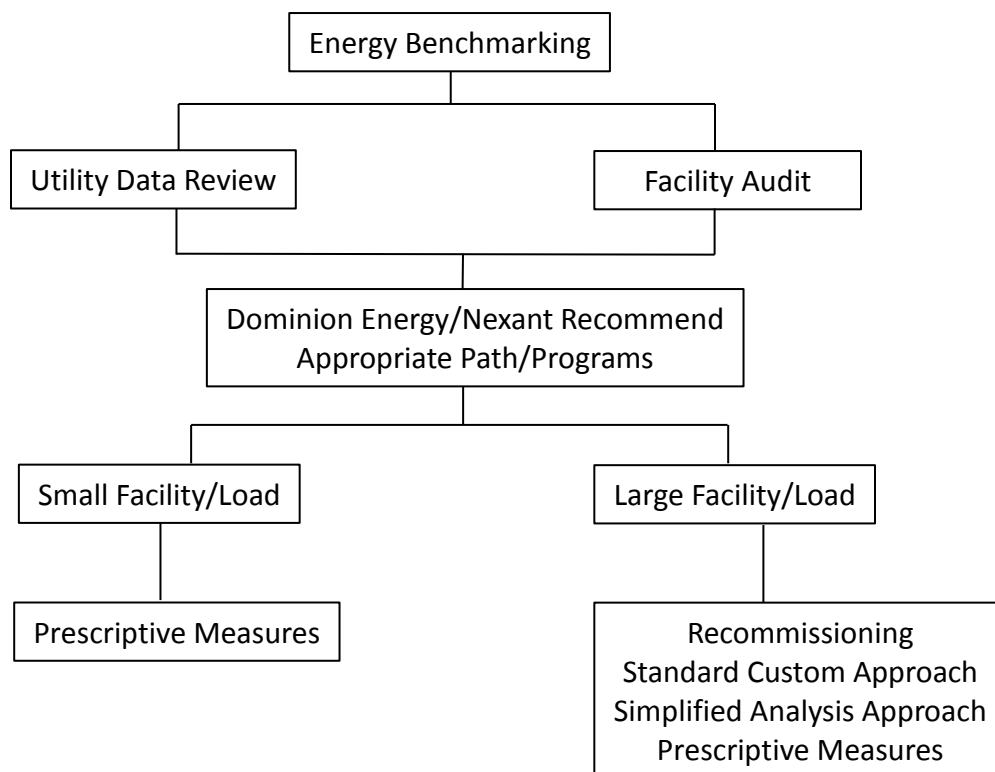 Energy Benchmarking
Utility Data Review
Facility Audit
Dominion Energy/Nexant Recommend
Appropriate Path/Programs
Small Facility/Load
Large Facility/Load
Prescriptive Measures
Recommissioning
Standard Custom Approach
Simplified Analysis Approach
Prescriptive Measures